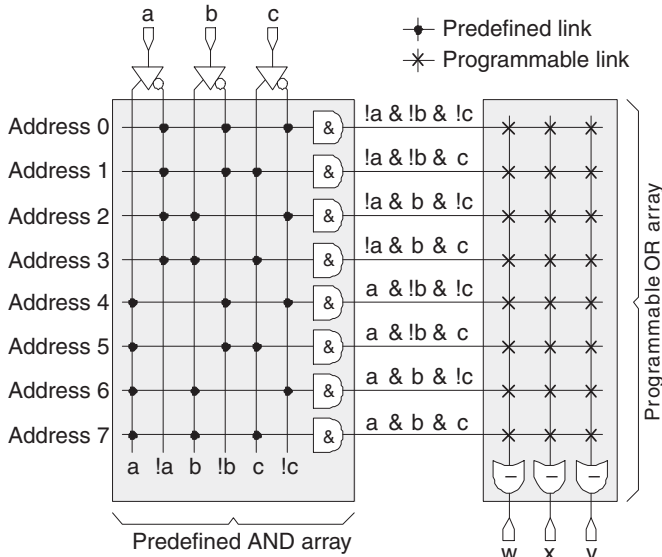 a b c
Predefined link
Programmable link
Address 0 & !a & !b & !c
Address 1 & !a & !b & c
Address 2 & !a & b & !c
Address 3 & !a & b & c
Address 4 & a & !b & !c
Address 5 & a & !b & c
Address 6 & a & b & !c
Address 7 & a & b & c
a !a b !b c !c
Predefined AND array
Programmable OR array
w x y